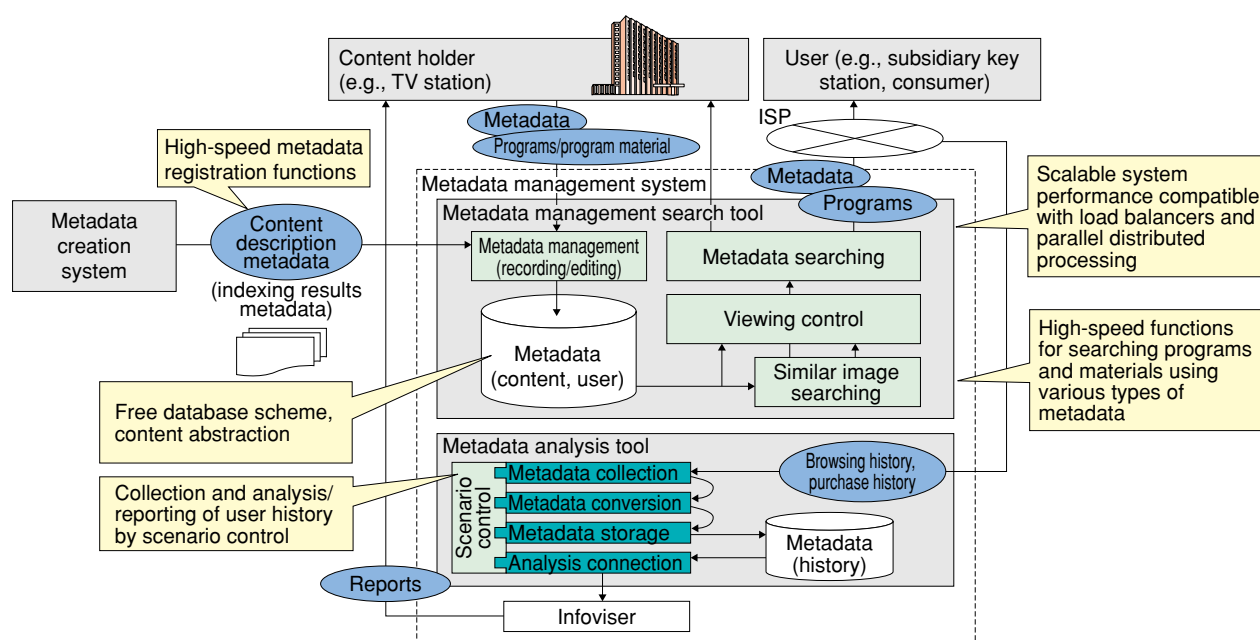 Content holder
(e.g., TV station)
User (e.g., subsidiary key
station, consumer)
ISP
Metadata
Programs/program material
High-speed metadata
registration functions
Metadata management system
Metadata
Programs
Scalable system
performance compatible
with load balancers and
parallel distributed
processing
Metadata
creation
system
Content
description
metadata
(indexing results
metadata)
Metadata management search tool
Metadata management
(recording/editing)
Metadata searching
Viewing control
Metadata
(content, user)
Similar image
searching
High-speed functions
for searching programs
and materials using
various types of
metadata
Free database scheme,
content abstraction
Metadata analysis tool
Scenario
control
Metadata collection
Metadata conversion
Metadata storage
Analysis connection
Browsing history,
purchase history
Metadata
(history)
Collection and analysis/
reporting of user history
by scenario control
Reports
Infoviser